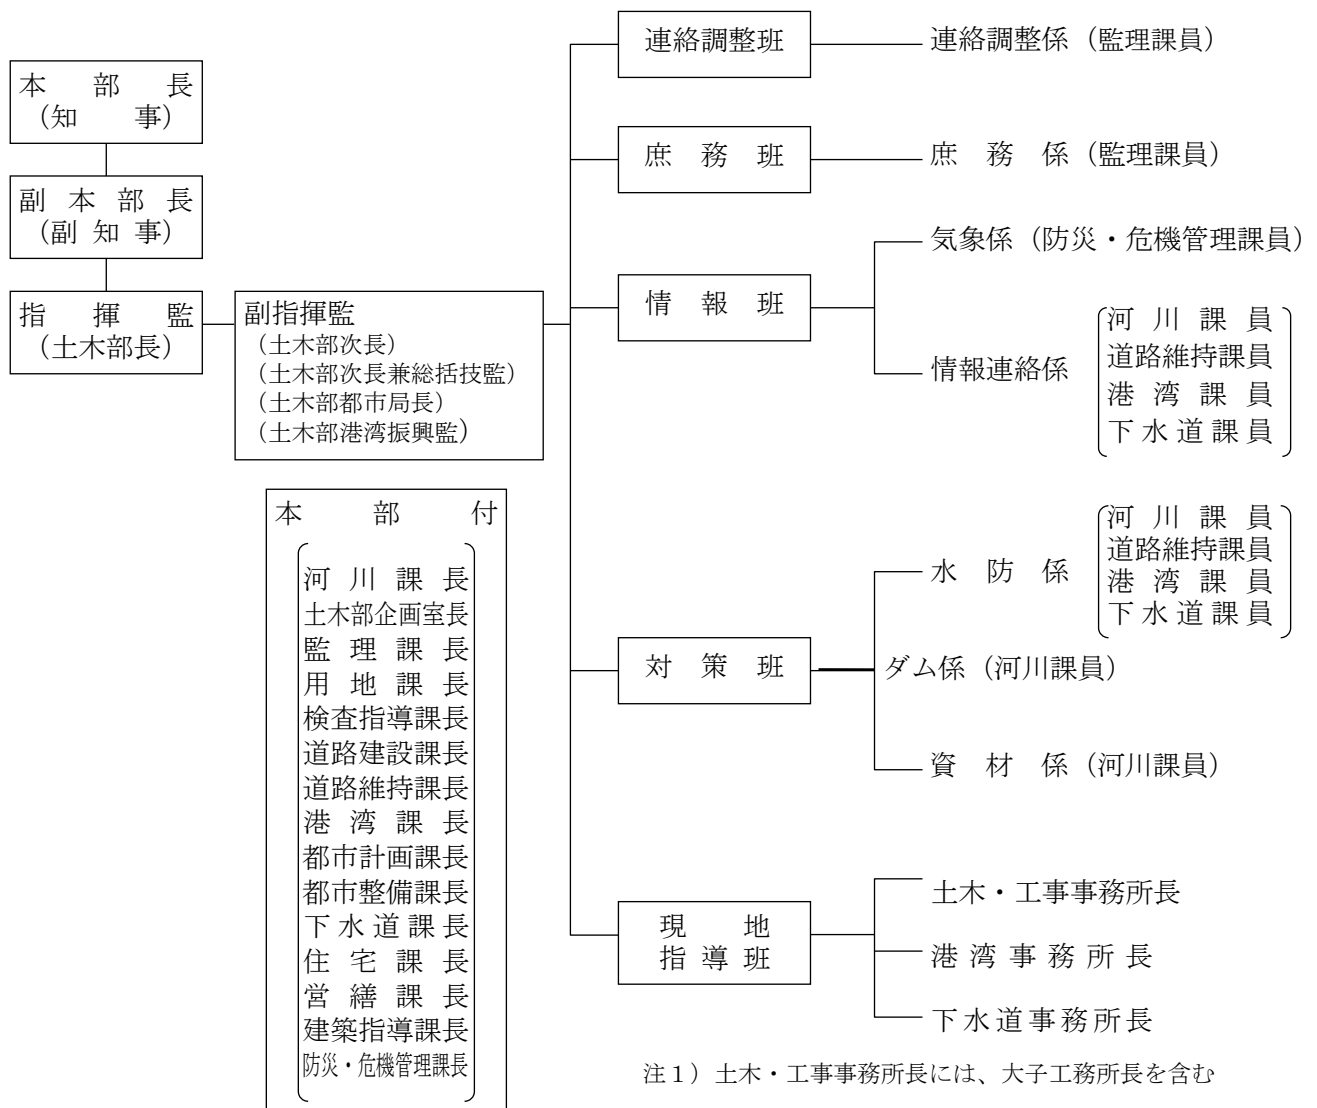 本部長
(知事)
副本部長
(副知事)
指揮監
(土木部長)
副指揮監
(土木部次長)
(土木部次長兼総括技監)
(土木部都市局長)
(土木部港湾振興監)
本部付
河川課長
土木部企画室長
監理課長
用地課長
検査指導課長
道路建設課長
道路維持課長
港湾課長
都市計画課長
都市整備課長
下水道課長
住宅課長
営繕課長
建築指導課長
防災・危機管理課長
連絡調整班
連絡調整係(監理課員)
庶務班
庶務係(監理課員)
情報班
気象係(防災・危機管理課員)
情報連絡係
河川課員
道路維持課員
港湾課員
下水道課員
対策班
水防係
河川課員
道路維持課員
港湾課員
下水道課員
ダム係(河川課員)
資材係(河川課員)
現地
指導班
土木・工事事務所長
港湾事務所長
下水道事務所長
注1)土木・工事事務所長には、大子工務所長を含む